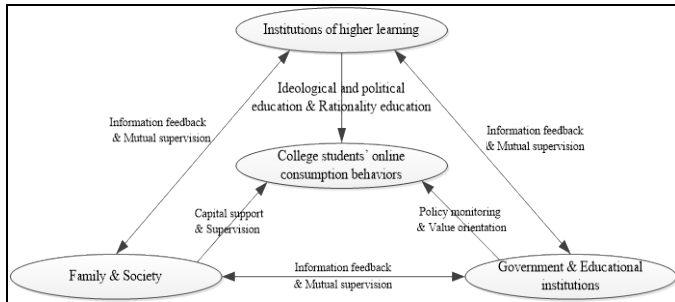 Institutions of higher learning
Ideological and political
education & Rationality education
Information feedback
& Mutual supervision
Information feedback
& Mutual supervision
College students’ online
consumption behaviors
Capital support
& Supervision
Policy monitoring
& Value orientation
Family & Society
Information feedback
& Mutual supervision
Government & Educational
institutions